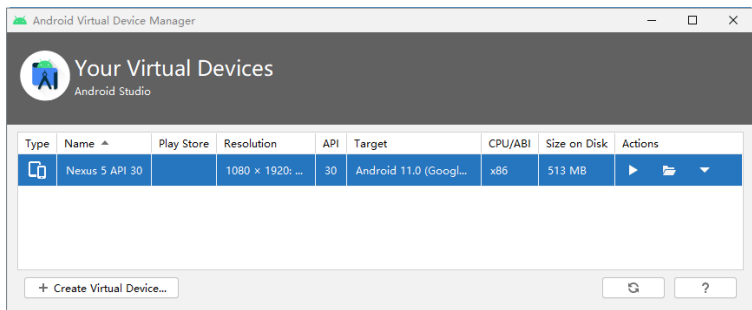 Android Virtual Device Manager
Your Virtual Devices
Android Studio
Type Name Play Store Resolution API Target CPU/ABI Size on Disk Actions
Nexus 5 API 30 1080 × 1920: ... 30 Android 11.0 (Googl... x86 513 MB
+ Create Virtual Device... ?